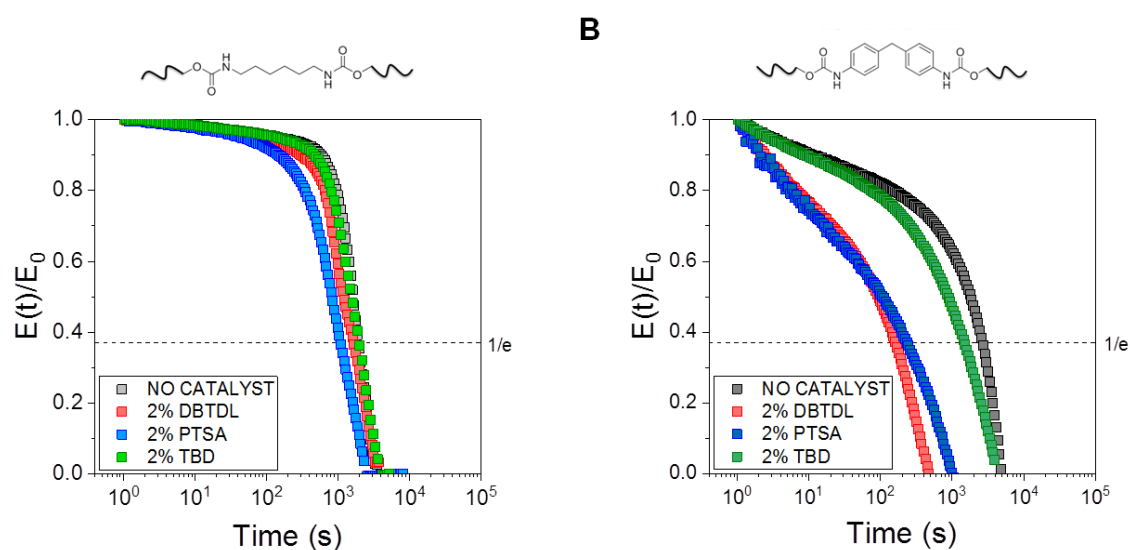 B
O
O
H
N
N
H
O
O
O
O
N
H
N
H
O
O
E(t)/E0
1.0
0.8
0.6
0.4
0.2
0.0
1/e
NO CATALYST
2% DBTDL
2% PTSA
2% TBD
10^0 10^1 10^2 10^3 10^4 10^5
Time (s)
E(t)/E0
1.0
0.8
0.6
0.4
0.2
0.0
1/e
NO CATALYST
2% DBTDL
2% PTSA
2% TBD
10^0 10^1 10^2 10^3 10^4 10^5
Time (s)